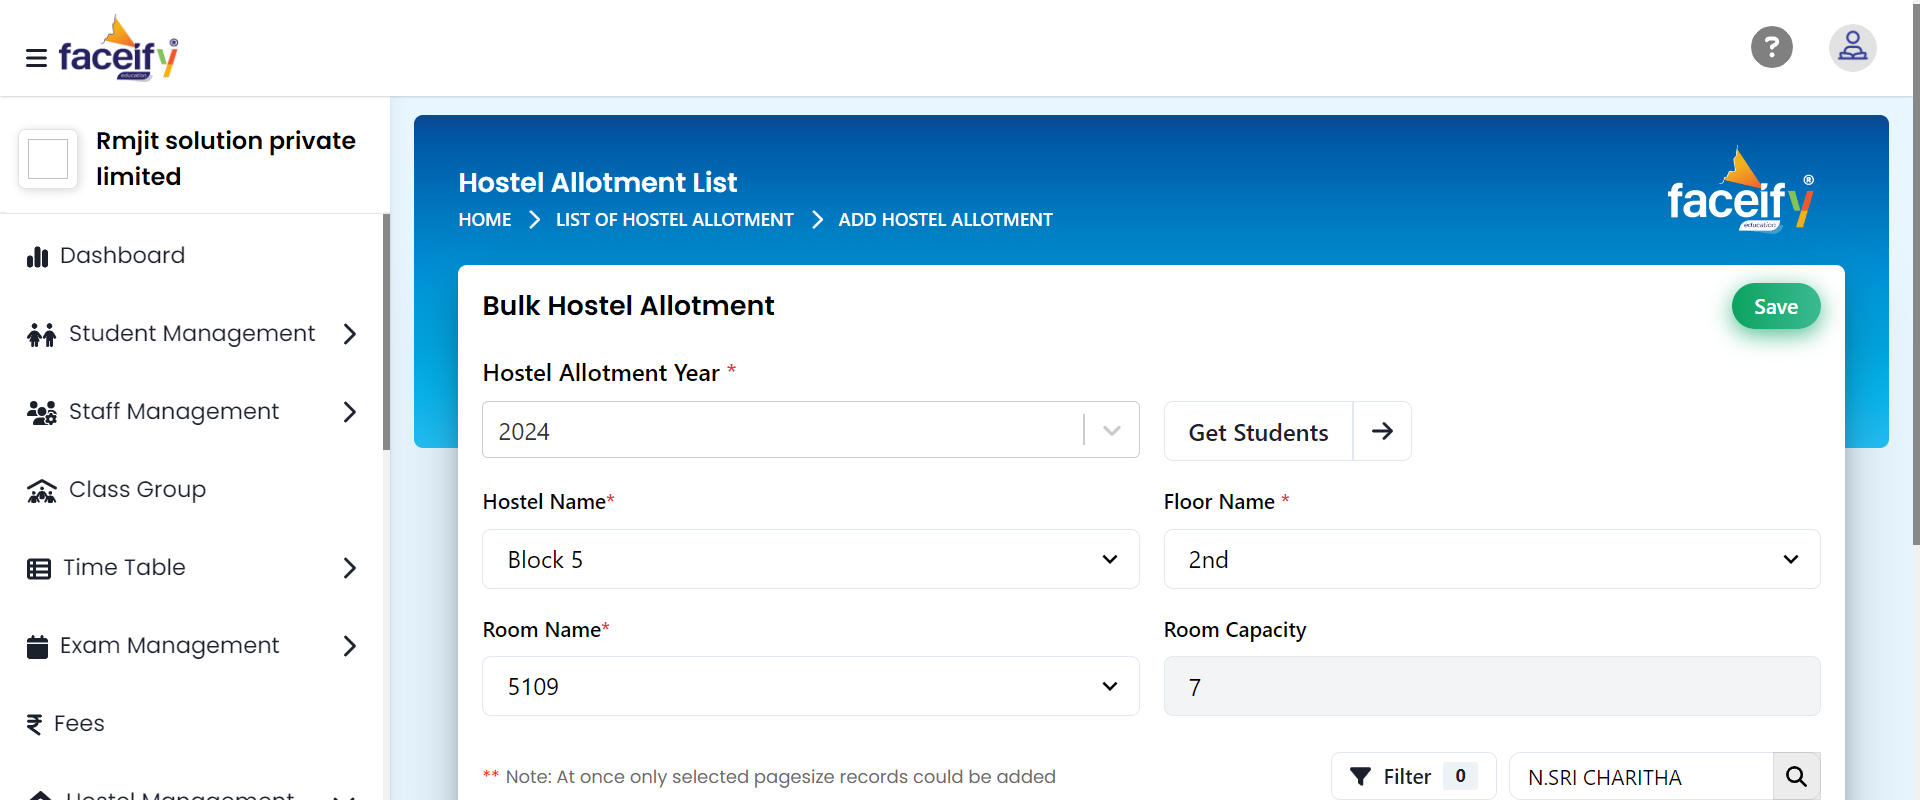 faceify®
education
?
Rmjit solution private
limited
Dashboard
Student Management
Staff Management
Class Group
Time Table
Exam Management
₹ Fees
Hostel Management
Hostel Allotment List
HOME > LIST OF HOSTEL ALLOTMENT > ADD HOSTEL ALLOTMENT
faceify®
education
Bulk Hostel Allotment
Save
Hostel Allotment Year *
2024
Get Students →
Hostel Name*
Floor Name *
Block 5
2nd
Room Name*
Room Capacity
5109
7
** Note: At once only selected pagesize records could be added
Filter 0
N.SRI CHARITHA